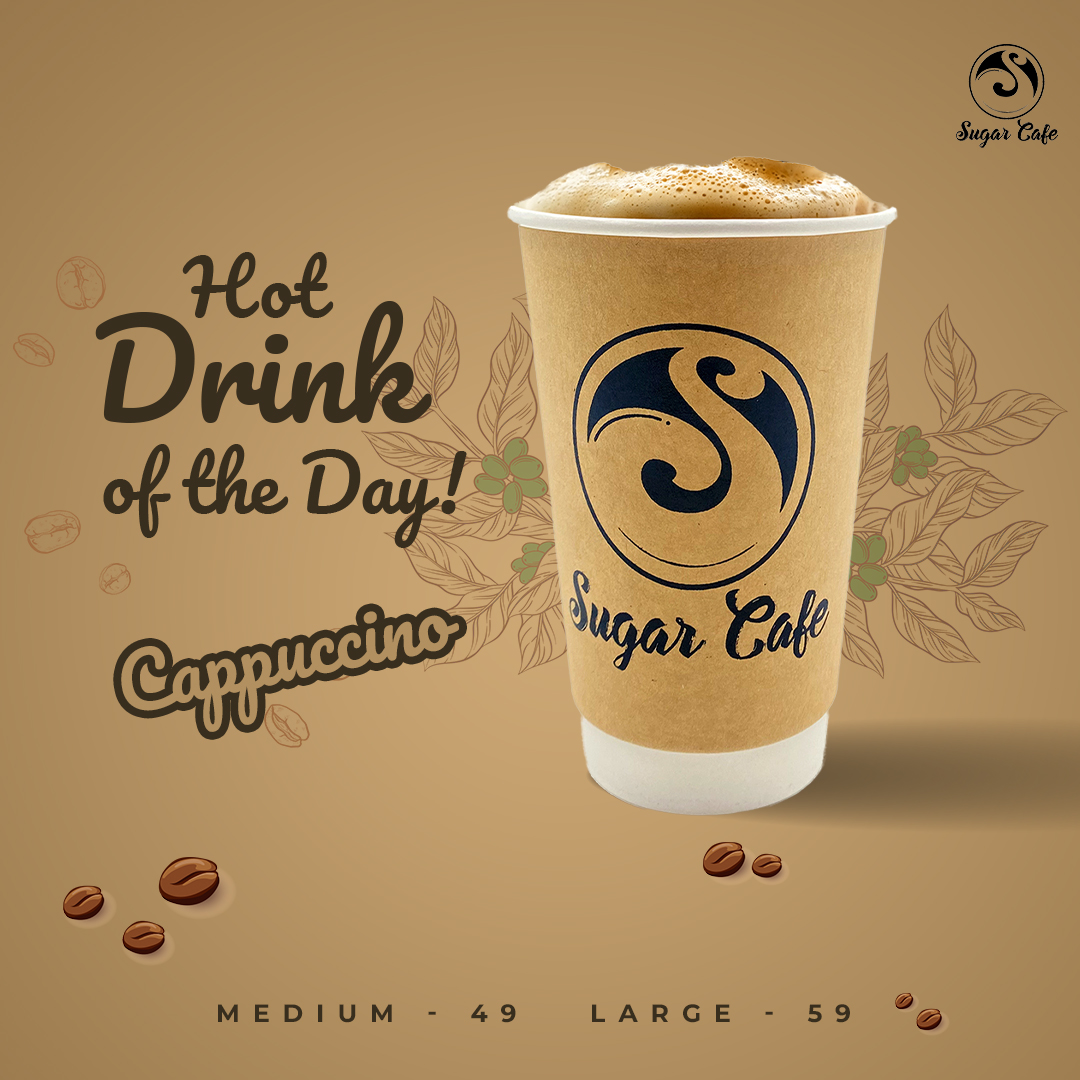 Sugar Cafe
Hot
Drink
of the Day!
Cappuccino
Sugar Cafe
MEDIUM - 49 LARGE - 59